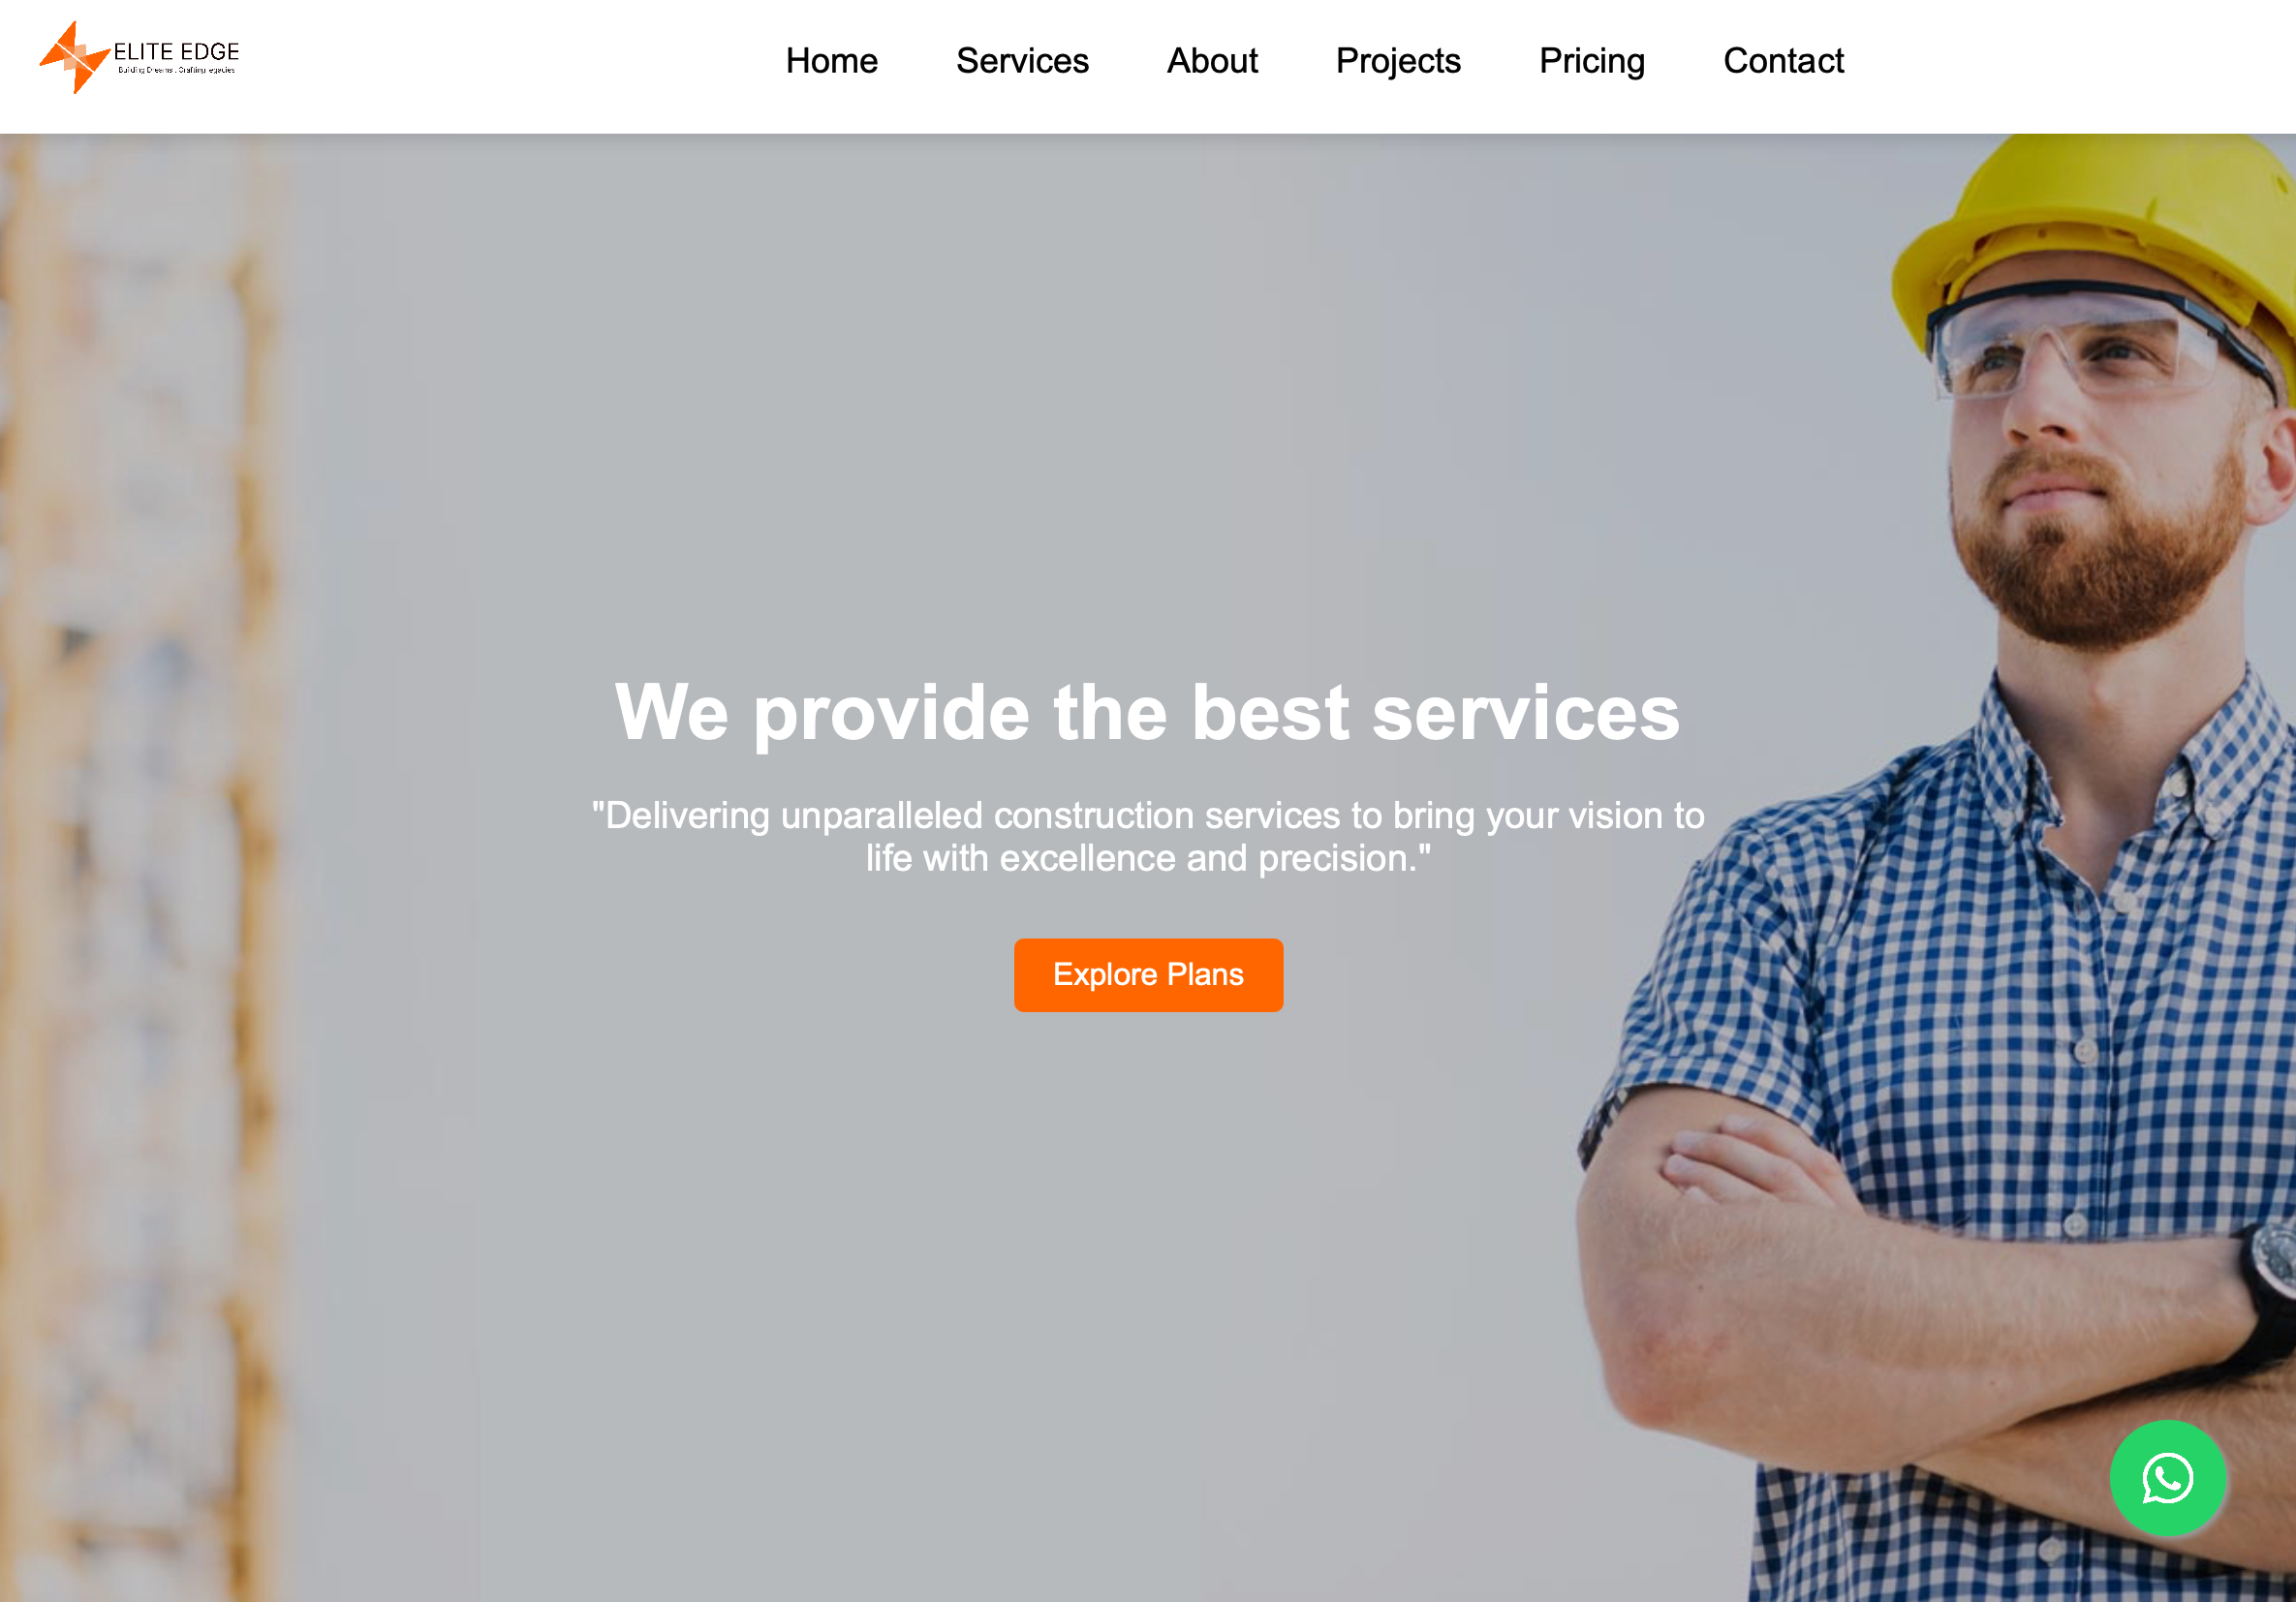 ELITE EDGE
Building Dreams, Crafting
Home Services About Projects Pricing Contact
We provide the best services
"Delivering unparalleled construction services to bring your vision to
life with excellence and precision."
Explore Plans